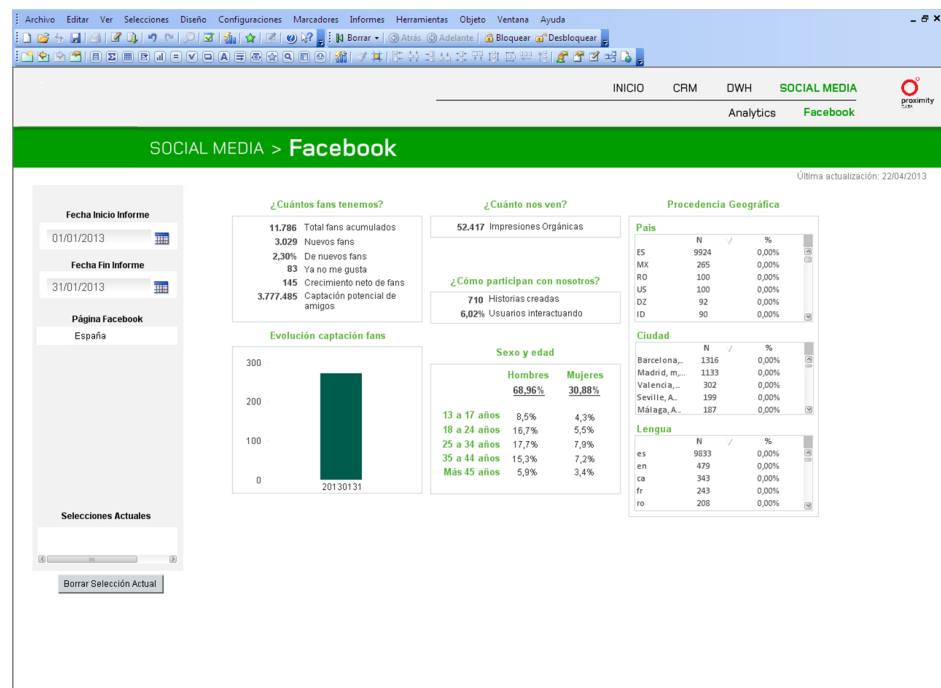 Archivo Editar Ver Selecciones Diseño Configuraciones Marcadores Informes Herramientas Objeto Ventana Ayuda
Borrar Atrás Adelante Bloquear Desbloquear
INICIO CRM DWH SOCIAL MEDIA
proximity
Analytics Facebook
SOCIAL MEDIA > Facebook
Última actualización: 22/04/2013
Fecha Inicio Informe
01/01/2013
Fecha Fin Informe
31/01/2013
Página Facebook
España
Selecciones Actuales
Borrar Selección Actual
¿Cuántos fans tenemos?
11.786 Total fans acumulados
3.029 Nuevos fans
2,30% De nuevos fans
83 Ya no me gusta
145 Crecimiento neto de fans
3.777.485 Captación potencial de
amigos
Evolución captación fans
300
200
100
0
20130131
¿Cuánto nos ven?
52.417 Impresiones Orgánicas
¿Cómo participan con nosotros?
710 Historias creadas
6,02% Usuarios interactuando
Sexo y edad
Hombres Mujeres
68,96% 30,88%
13 a 17 años 8,5% 4,3%
18 a 24 años 16,7% 5,5%
25 a 34 años 17,7% 7,9%
35 a 44 años 15,3% 7,2%
Más 45 años 5,9% 3,4%
Procedencia Geográfica
Pais
N %
ES 9924 0,00%
MX 265 0,00%
RO 100 0,00%
US 100 0,00%
DZ 92 0,00%
ID 90 0,00%
Ciudad
N %
Barcelona,.. 1316 0,00%
Madrid, m,... 1133 0,00%
Valencia,.. 302 0,00%
Seville, A.. 199 0,00%
Málaga, A.. 187 0,00%
Lengua
N %
es 9833 0,00%
en 479 0,00%
ca 343 0,00%
fr 243 0,00%
ro 208 0,00%